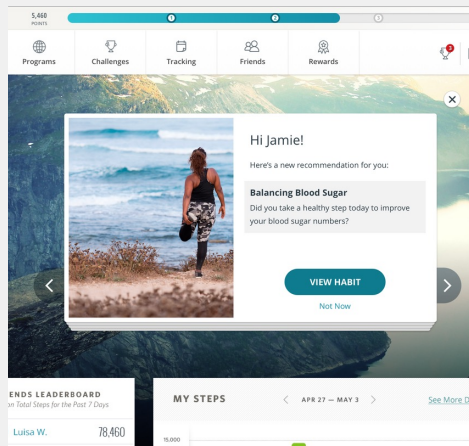 5,460
POINTS
1
2
3
Programs
Challenges
Tracking
Friends
Rewards
3
Hi Jamie!
Here's a new recommendation for you:
Balancing Blood Sugar
Did you take a healthy step today to improve
your blood sugar numbers?
VIEW HABIT
Not Now
ENDS LEADERBOARD
on Total Steps for the Past 7 Days
Luisa W. 78,460
MY STEPS
APR 27 — MAY 3
See More D
15,000